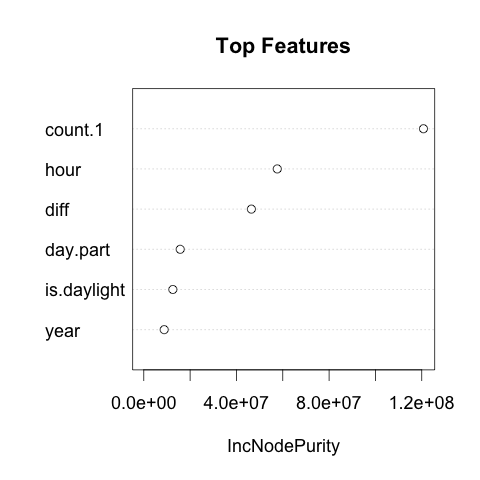 Top Features
count.1
hour
diff
day.part
is.daylight
year
0.0e+00 4.0e+07 8.0e+07 1.2e+08
IncNodePurity